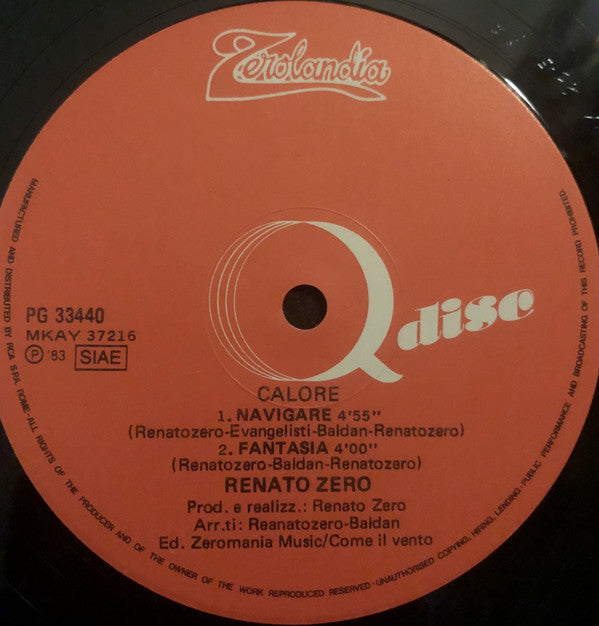 Zerolandia
Q disc
PG 33440
MKAY 37216
Ⓟ '83 SIAE
CALORE
1. NAVIGARE 4'55"
(Renatozero-Evangelisti-Baldan-Renatozero)
2. FANTASIA 4'00"
(Renatozero-Baldan-Renatozero)
RENATO ZERO
Prod. e realizz.: Renato Zero
Arr.ti: Reanatozero-Baldan
Ed. Zeromania Music/Come il vento
MANUFACTURED AND DISTRIBUTED BY RCA S.P.A. ROME-ALL RIGHTS OF THE PRODUCER AND OF THE OWNER OF THE WORK REPRODUCED RESERVED-UNAUTHORISED COPYING, HIRING, LENDING-PUBLIC PERFORMANCE AND BROADCASTING OF THIS RECORD PROHIBITED.